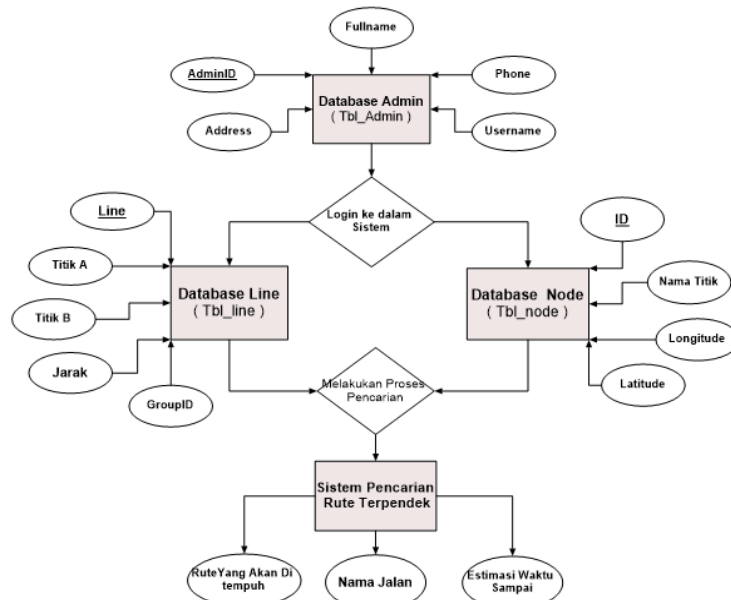 Fullname
AdminID
Phone
Database Admin
( Tbl_Admin )
Address
Username
Login ke dalam
Sistem
Line
ID
Titik A
Nama Titik
Database Line
( Tbl_line )
Database Node
( Tbl_node )
Titik B
Longitude
Jarak
Latitude
GroupID
Melakukan Proses
Pencarian
Sistem Pencarian
Rute Terpendek
RuteYang Akan Di
tempuh
Nama Jalan
Estimasi Waktu
Sampai